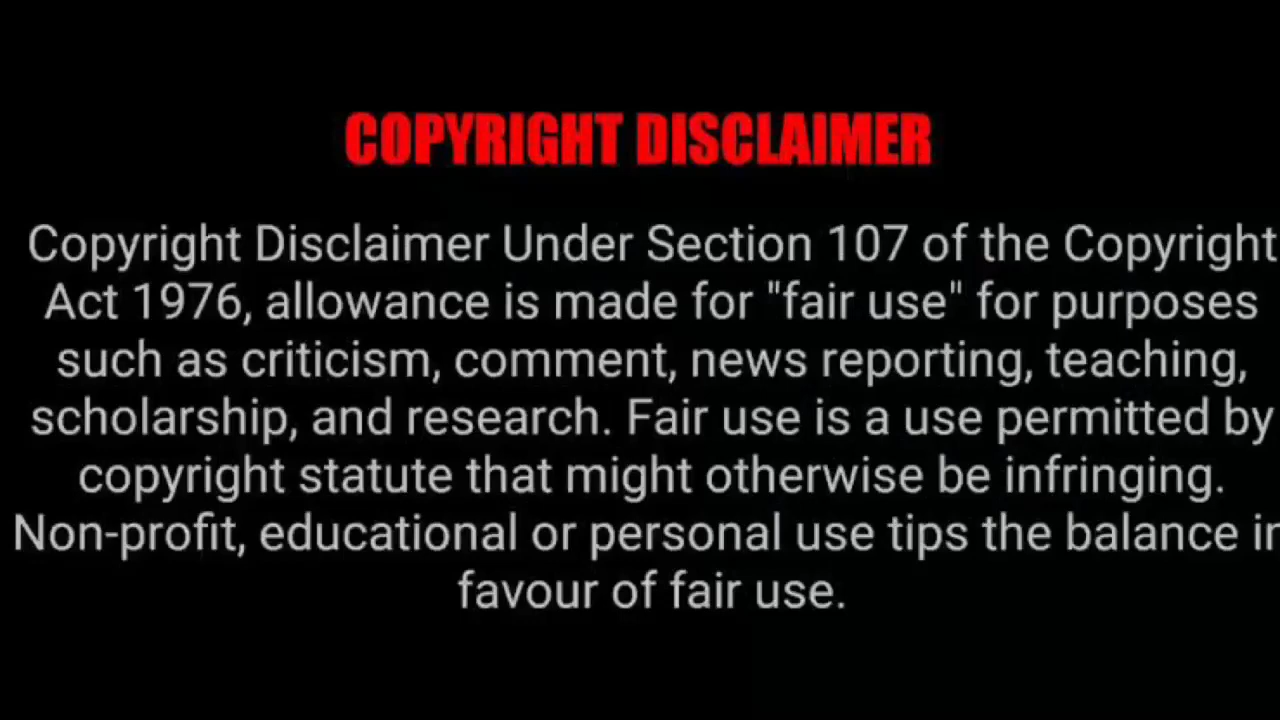 COPYRIGHT DISCLAIMER
Copyright Disclaimer Under Section 107 of the Copyright
Act 1976, allowance is made for "fair use" for purposes
such as criticism, comment, news reporting, teaching,
scholarship, and research. Fair use is a use permitted by
copyright statute that might otherwise be infringing.
Non-profit, educational or personal use tips the balance in
favour of fair use.